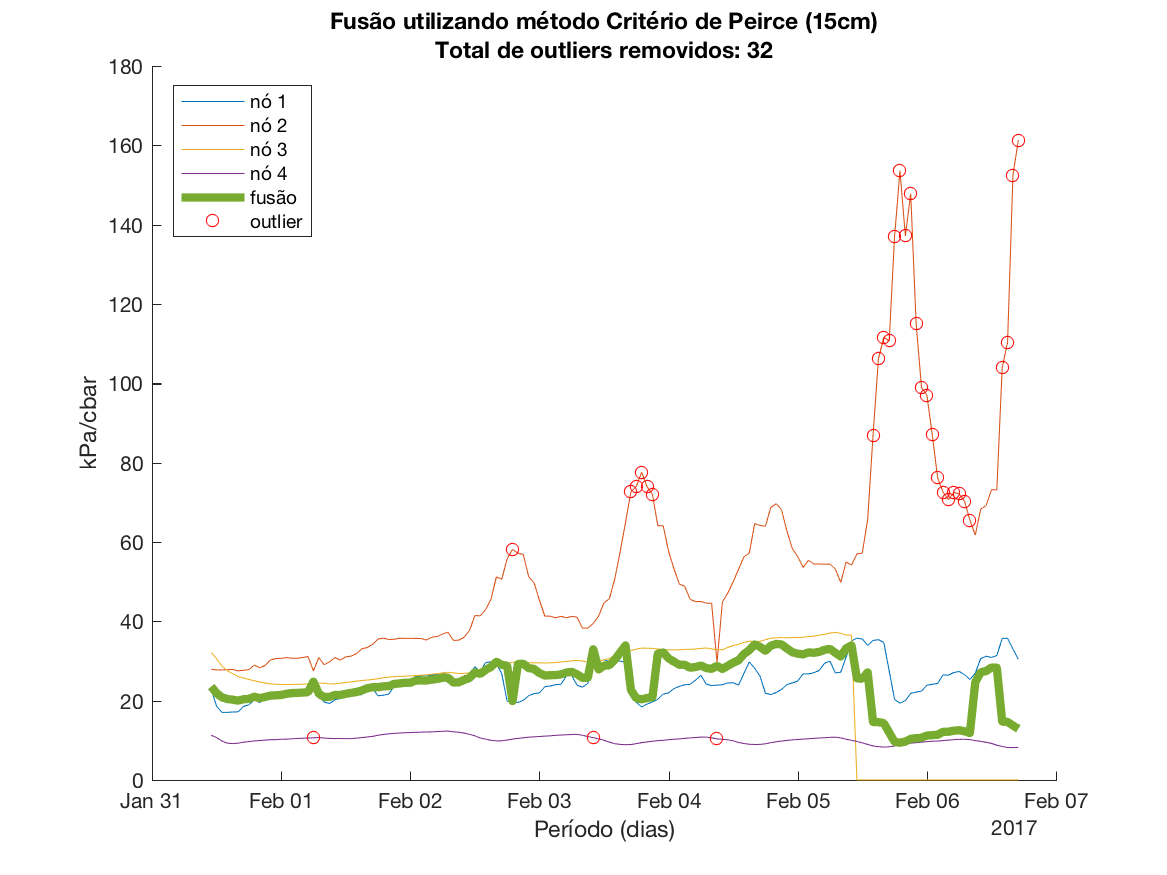 Fusão utilizando método Critério de Peirce (15cm)
Total de outliers removidos: 32
180
160
140
120
100
80
60
40
20
0
kPa/cbar
nó 1
nó 2
nó 3
nó 4
fusão
outlier
Jan 31
Feb 01
Feb 02
Feb 03
Feb 04
Feb 05
Feb 06
Feb 07
2017
Período (dias)